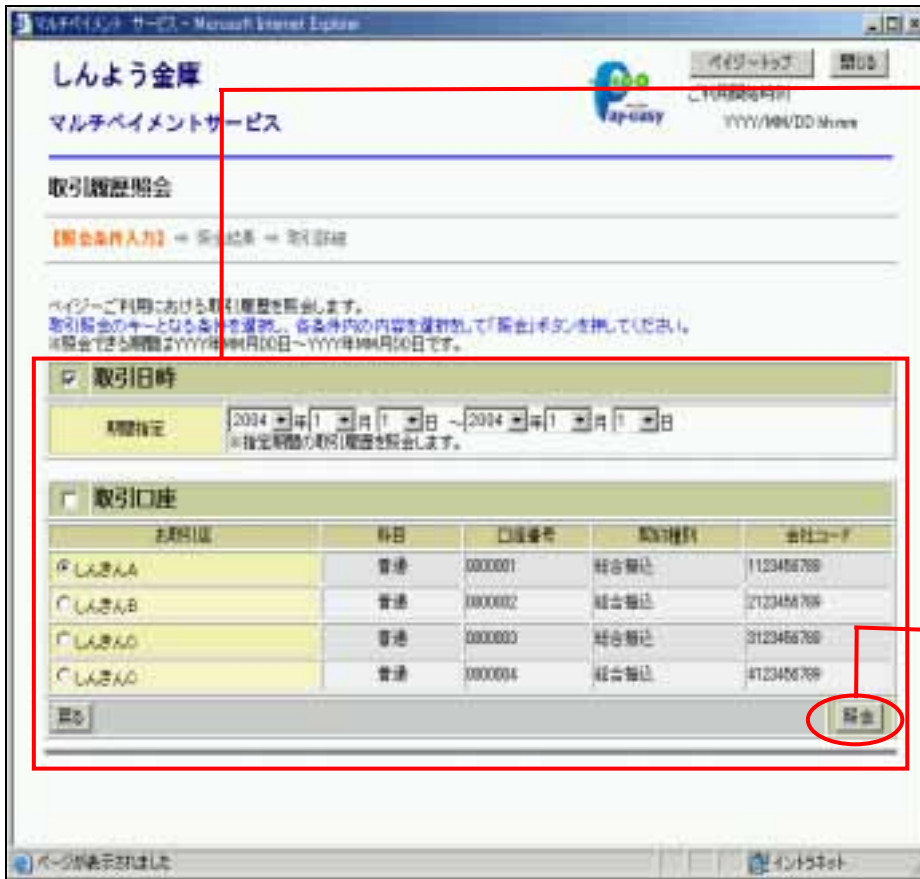 マルチペイメント サービス - Microsoft Internet Explorer
しんよう金庫
マルチペイメントサービス
Pay-easy
ペイジートップ 閉じる
ご利用開始時刻
YYYY/MM/DD hh:mm
取引履歴照会
【照会条件入力】 ⇒ 照会結果 ⇒ 取引詳細
ペイジーご利用における取引履歴を照会します。
取引照会のキーとなる条件を選択し、各条件内の内容を選択して「照会」ボタンを押してください。
※照会できる期間はYYYY年MM月DD日～YYYY年MM月DD日です。
取引日時
期間指定 2004 年 1 月 1 日 ～ 2004 年 1 月 1 日
※指定期間の取引履歴を照会します。
取引口座
お取引店 科目 口座番号 契約種別 会社コード
しんきんA 普通 0000001 総合振込 1123456789
しんきんB 普通 0000002 総合振込 2123456789
しんきんC 普通 0000003 総合振込 3123456789
普通 0000004 総合振込 4123456789
戻る 照会
ページが表示されました イントラネット